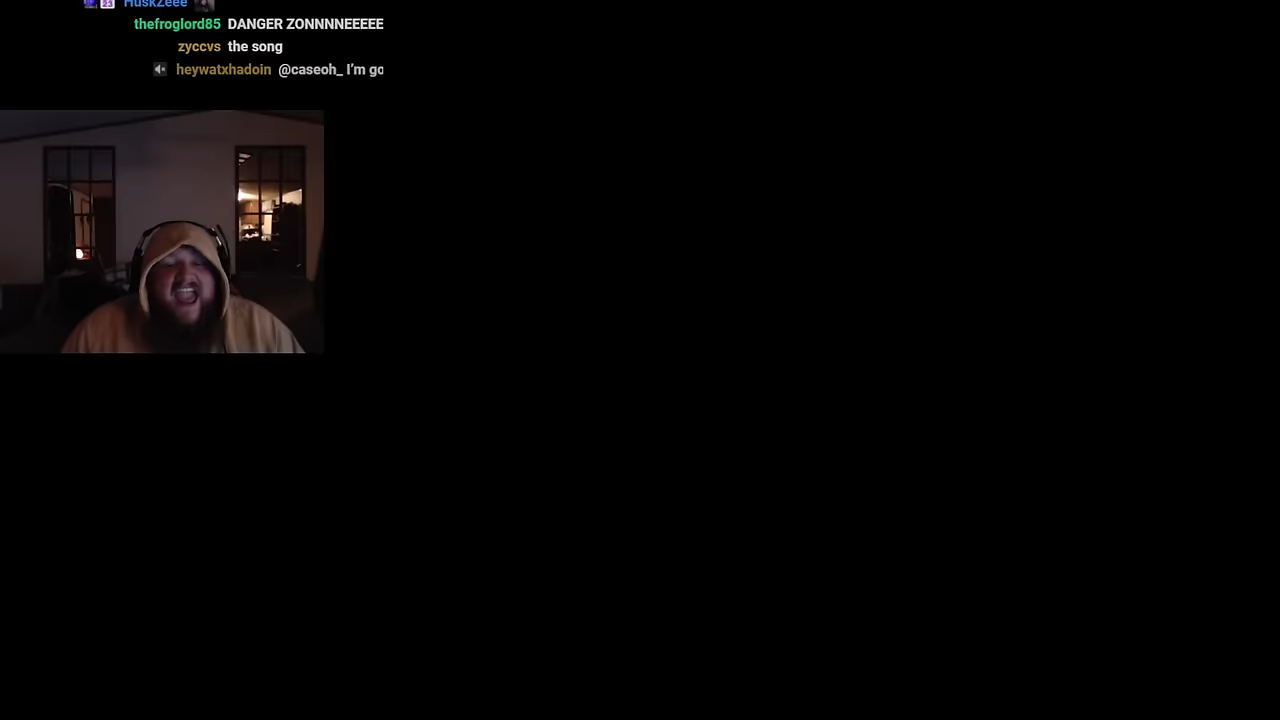 HuskZeee
thefroglord85 DANGER ZONNNNEEEEE
zyccvs the song
heywatxhadoin @caseoh_ I’m go